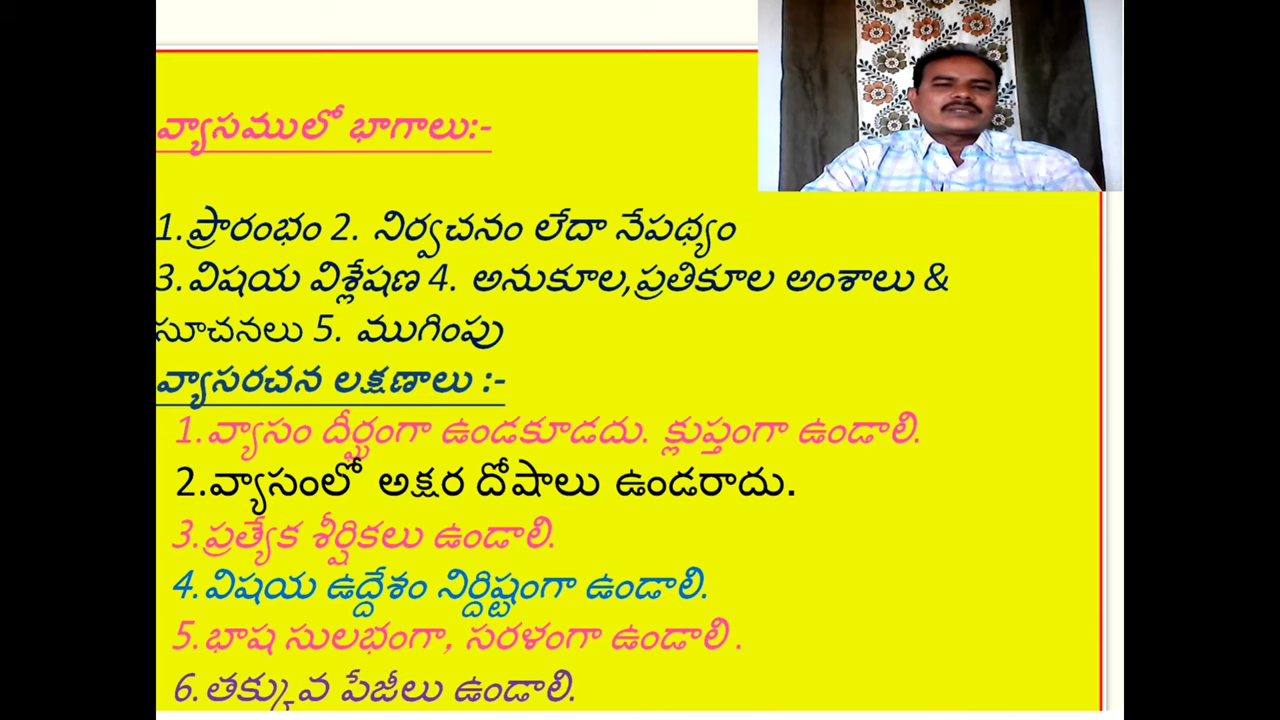 వ్యాసములో భాగాలు:-
1.ప్రారంభం 2. నిర్వచనం లేదా నేపథ్యం
3.విషయ విశ్లేషణ 4. అనుకూల,ప్రతికూల అంశాలు &
సూచనలు 5. ముగింపు
వ్యాసరచన లక్షణాలు :-
1.వ్యాసం దీర్ఘంగా ఉండకూడదు. క్లుప్తంగా ఉండాలి.
2.వ్యాసంలో అక్షర దోషాలు ఉండరాదు.
3.ప్రత్యేక శీర్షికలు ఉండాలి.
4.విషయ ఉద్దేశం నిర్దిష్టంగా ఉండాలి.
5.భాష సులభంగా, సరళంగా ఉండాలి .
6.తక్కువ పేజీలు ఉండాలి.